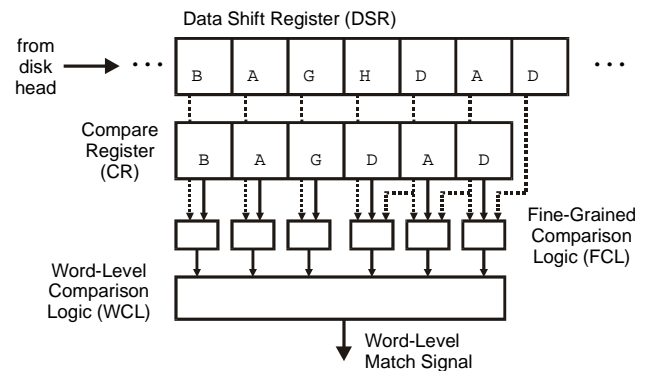 Data Shift Register (DSR)
from
disk
head
• • •
B A G H D A D
• • •
Compare
Register
(CR)
B A G D A D
Fine-Grained
Comparison
Logic (FCL)
Word-Level
Comparison
Logic (WCL)
Word-Level
Match Signal